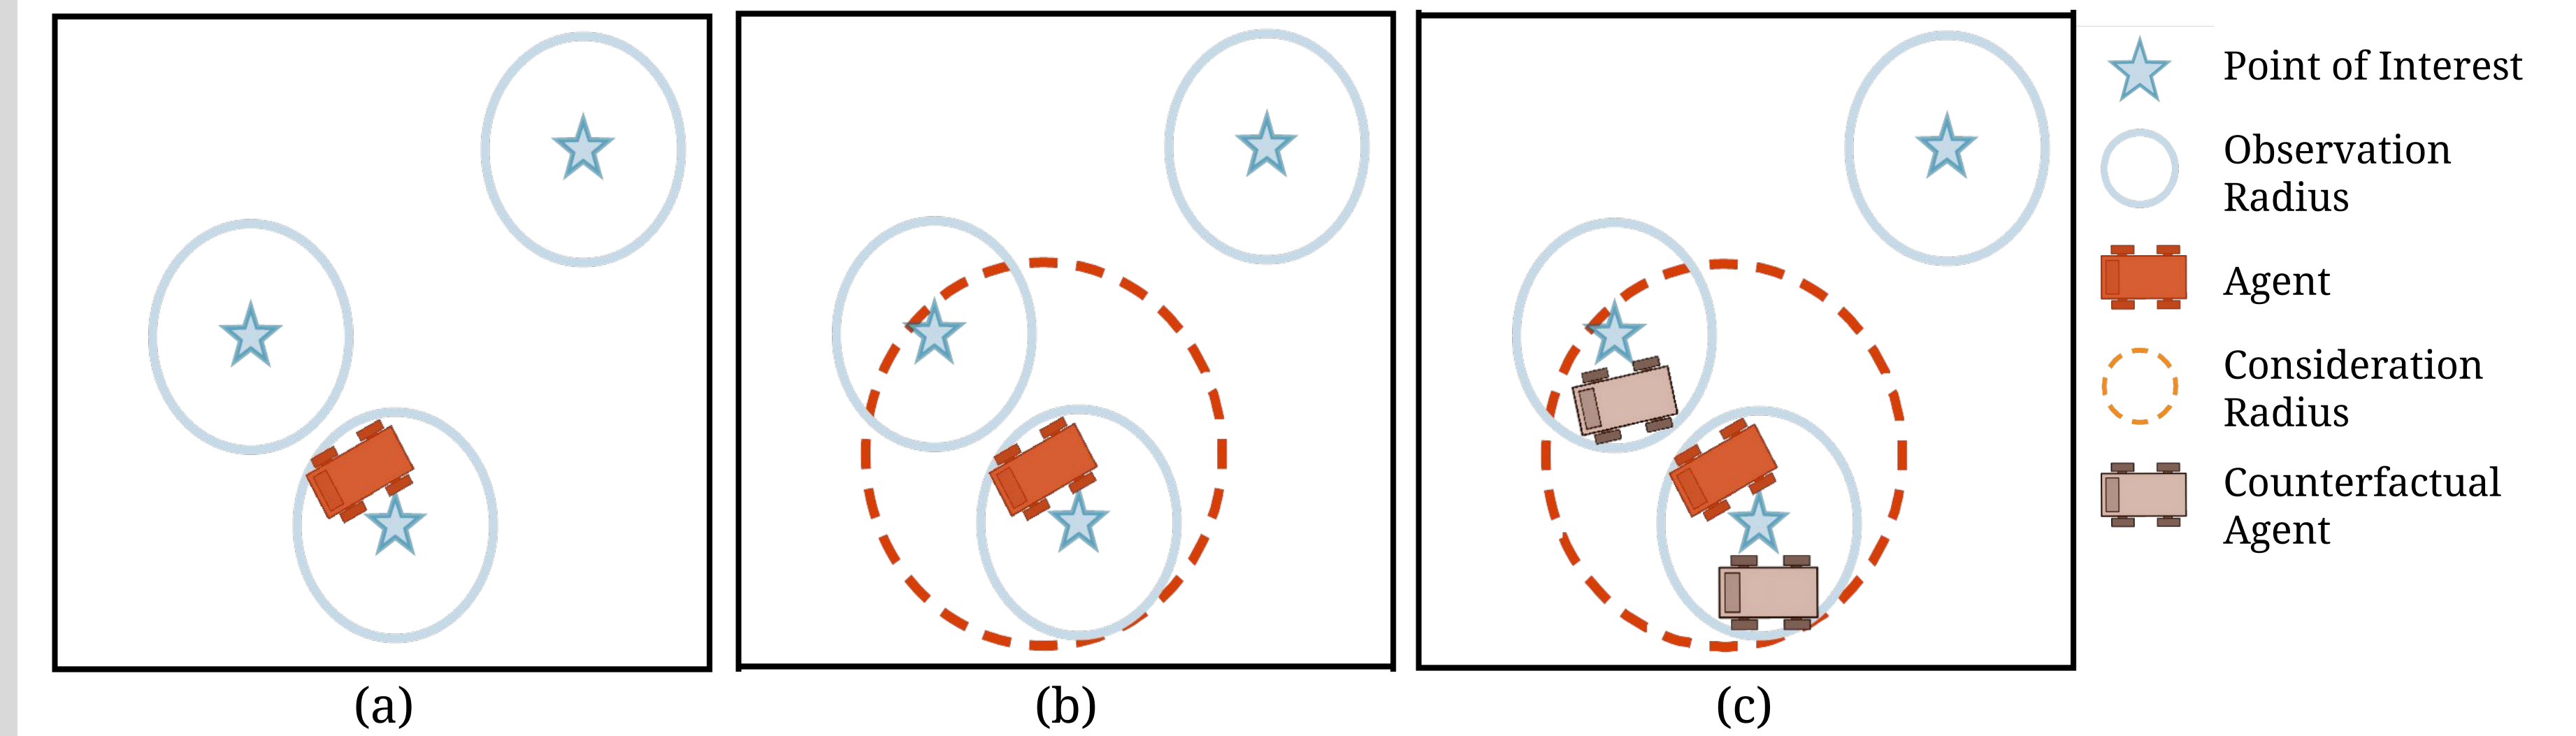 (a)
(b)
(c)
Point of Interest
Observation
Radius
Agent
Consideration
Radius
Counterfactual
Agent